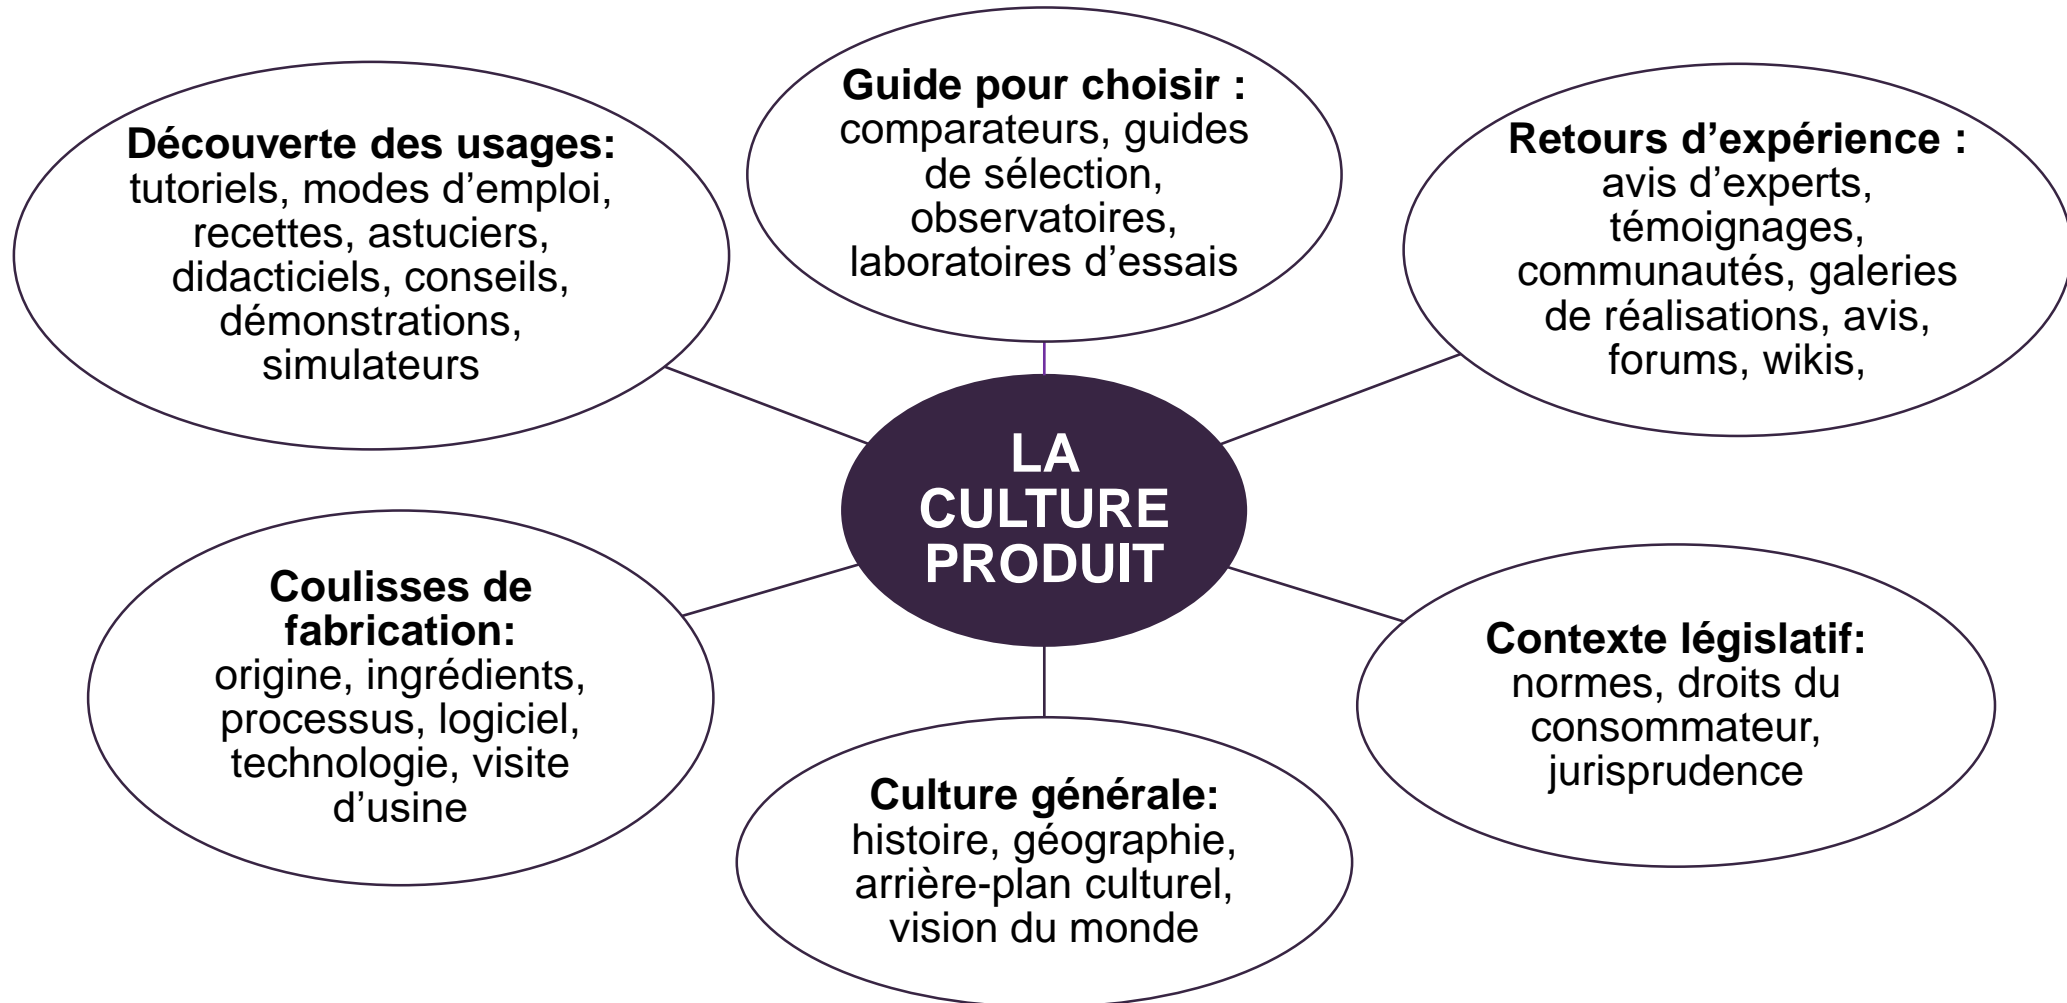 Découverte des usages:
tutoriels, modes d’emploi,
recettes, astuciers,
didacticiels, conseils,
démonstrations,
simulateurs
Guide pour choisir :
comparateurs, guides
de sélection,
observatoires,
laboratoires d’essais
Retours d’expérience :
avis d’experts,
témoignages,
communautés, galeries
de réalisations, avis,
forums, wikis,
LA
CULTURE
PRODUIT
Coulisses de
fabrication:
origine, ingrédients,
processus, logiciel,
technologie, visite
d’usine
Culture générale:
histoire, géographie,
arrière-plan culturel,
vision du monde
Contexte législatif:
normes, droits du
consommateur,
jurisprudence